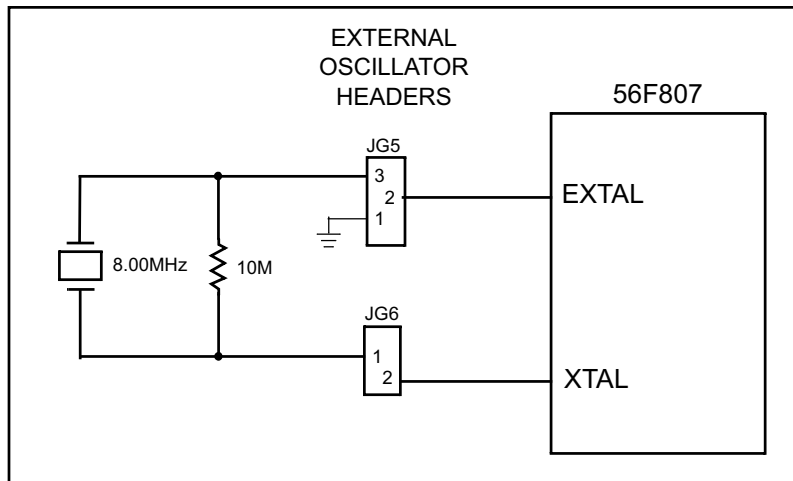 EXTERNAL
OSCILLATOR
HEADERS
56F807
JG5
3
2
1
EXTAL
8.00MHz
10M
JG6
1
2
XTAL